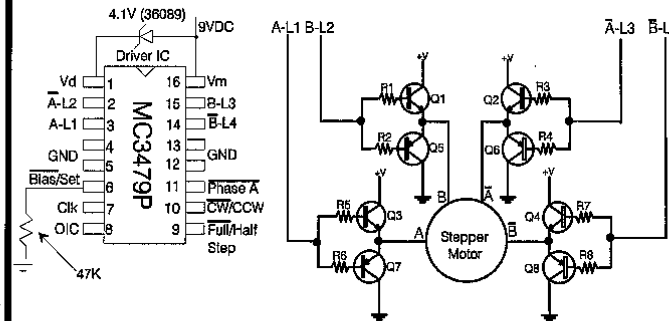 4.1V (36089)
9VDC
Driver IC
Vd 1 16 Vm
A-L2 2 15 B-L3
A-L1 3 14 B-L4
4 13
GND GND
5 12
Bias/Set 6 11 Phase A
Clk 7 10 CW/CCW
OIC 8 9 Full/Half
Step
MC3479P
47K
A-L1 B-L2
A-L3 B-L
+V +V
R1 Q1 Q2 R3
R2 Q5 Q6 R4
+V +V
B A
R5 Q3 Q4 R7
A Stepper B
Motor
R6 Q7 Q8 R8